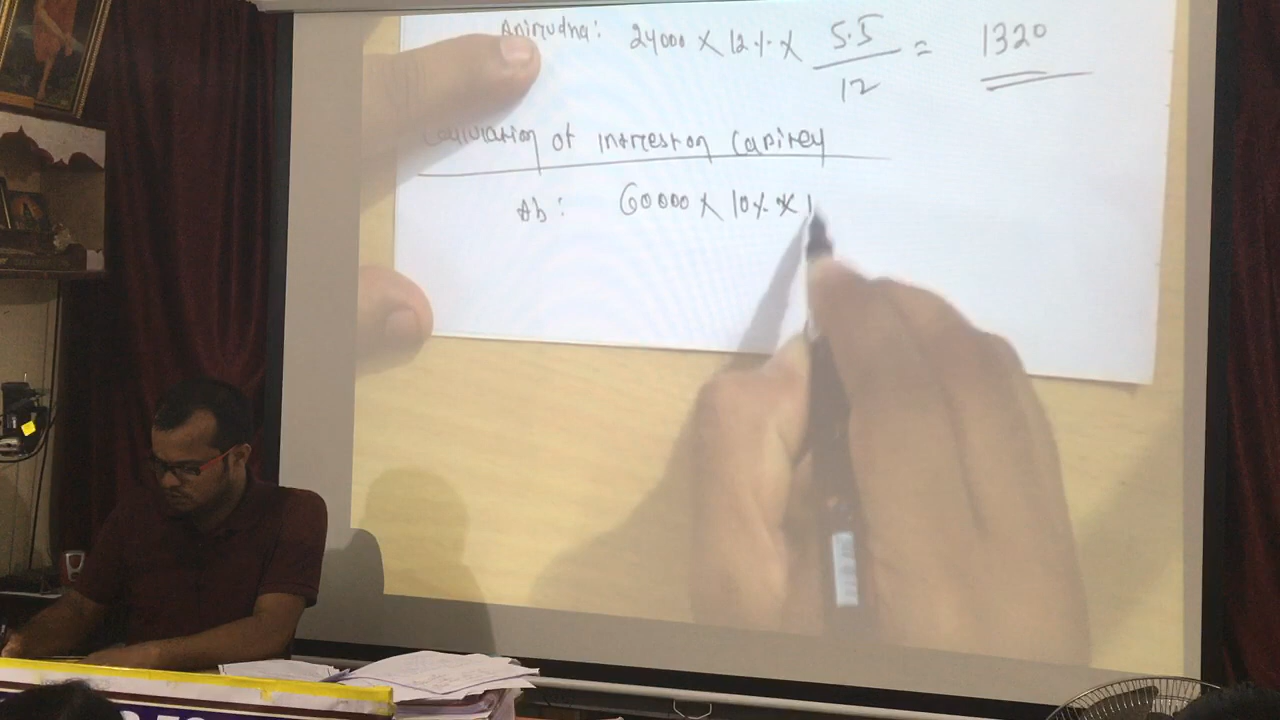 Anirudha: 24000 X 12% X 5.5/12 = 1320
Calculation of interest on Capital
Ab: 60000 X 10% X 1